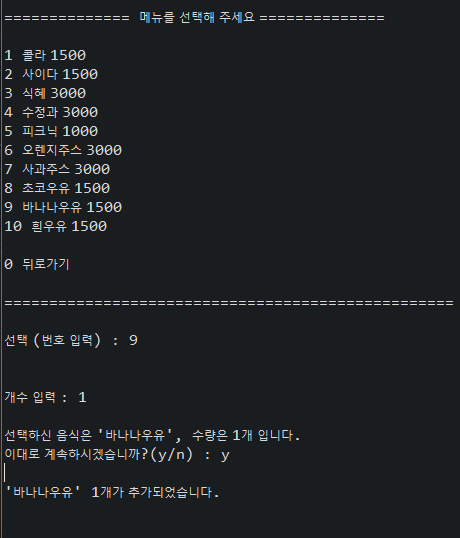 ============== 메뉴를 선택해 주세요 ==============
1 콜라 1500
2 사이다 1500
3 식혜 3000
4 수정과 3000
5 피크닉 1000
6 오렌지주스 3000
7 사과주스 3000
8 초코우유 1500
9 바나나우유 1500
10 흰우유 1500
0 뒤로가기
==================================================
선택 (번호 입력) : 9
개수 입력 : 1
선택하신 음식은 '바나나우유', 수량은 1개 입니다.
이대로 계속하시겠습니까?(y/n) : y
'바나나우유' 1개가 추가되었습니다.